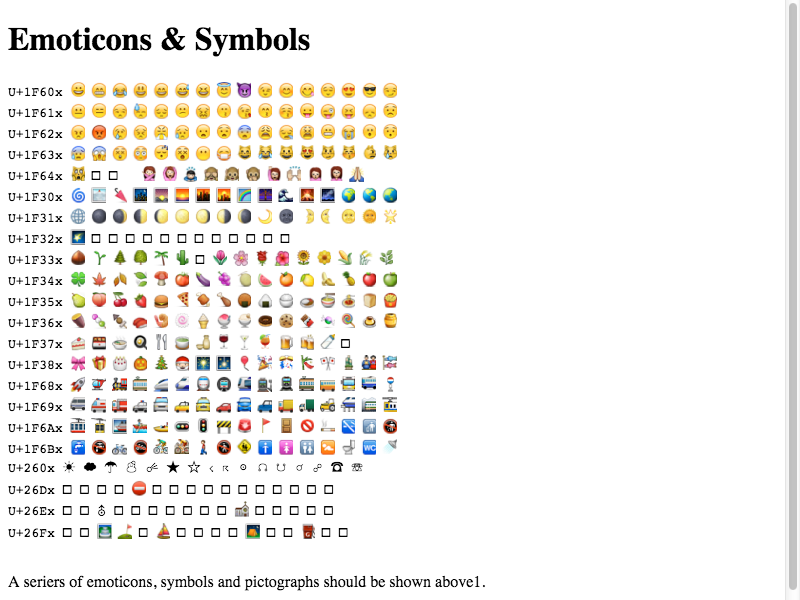 Emoticons & Symbols
U+1F60x
U+1F61x
U+1F62x
U+1F63x
U+1F64x
U+1F30x
U+1F31x
U+1F32x
U+1F33x
U+1F34x
U+1F35x
U+1F36x
U+1F37x
U+1F38x
U+1F68x
U+1F69x
U+1F6Ax
U+1F6Bx
U+260x
U+26Dx
U+26Ex
U+26Fx
A seriers of emoticons, symbols and pictographs should be shown above1.